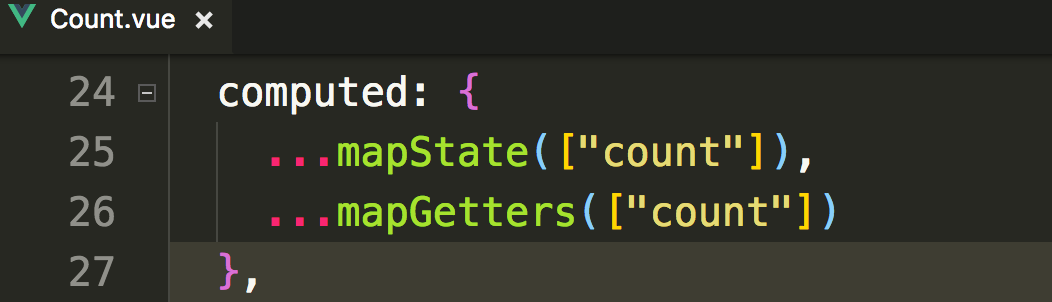 Count.vue ×
24 computed: {
25 ...mapState(["count"]),
26 ...mapGetters(["count"])
27 },